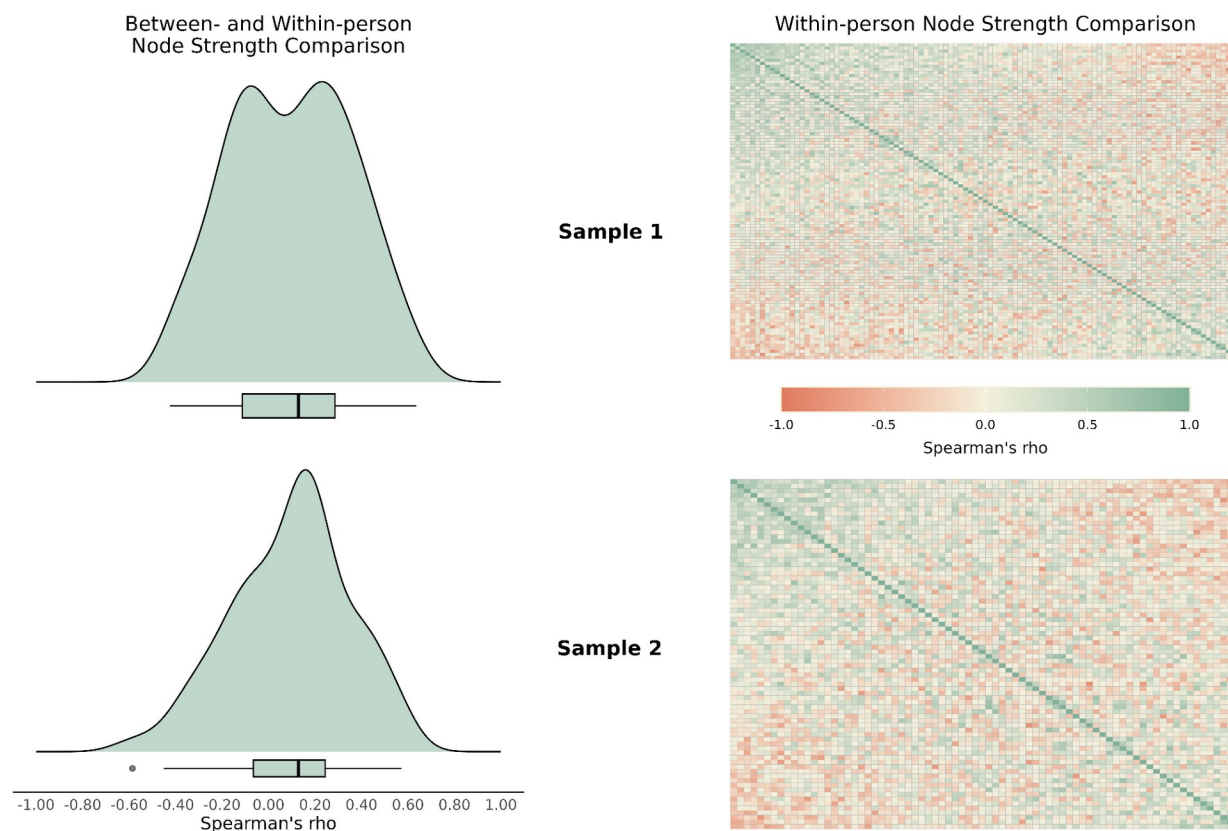 Between- and Within-person
Node Strength Comparison
Within-person Node Strength Comparison
Sample 1
-1.0 -0.5 0.0 0.5 1.0
Spearman's rho
Sample 2
-1.00 -0.80 -0.60 -0.40 -0.20 0.00 0.20 0.40 0.60 0.80 1.00
Spearman's rho